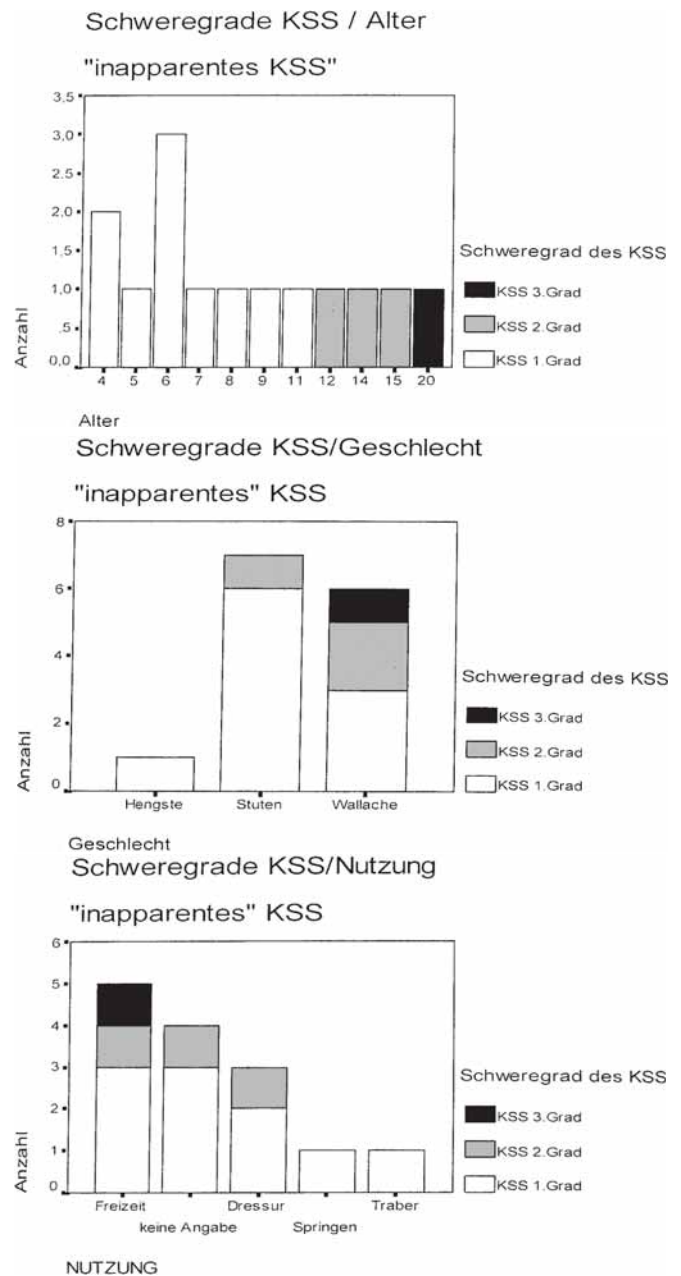 Schweregrade KSS / Alter
"inapparentes KSS"
3.5
3,0
2.5
2.0
1.5
1,0
.5
0,0
Anzahl
4 5 6 7 8 9 11 12 14 15 20
Alter
Schweregrad des KSS
KSS 3.Grad
KSS 2.Grad
KSS 1.Grad
Schweregrade KSS/Geschlecht
"inapparentes" KSS
8
6
4
2
0
Anzahl
Hengste Stuten Wallache
Geschlecht
Schweregrad des KSS
KSS 3.Grad
KSS 2.Grad
KSS 1.Grad
Schweregrade KSS/Nutzung
"inapparentes" KSS
6
5
4
3
2
1
0
Anzahl
Freizeit Dressur Traber
keine Angabe Springen
NUTZUNG
Schweregrad des KSS
KSS 3.Grad
KSS 2.Grad
KSS 1.Grad